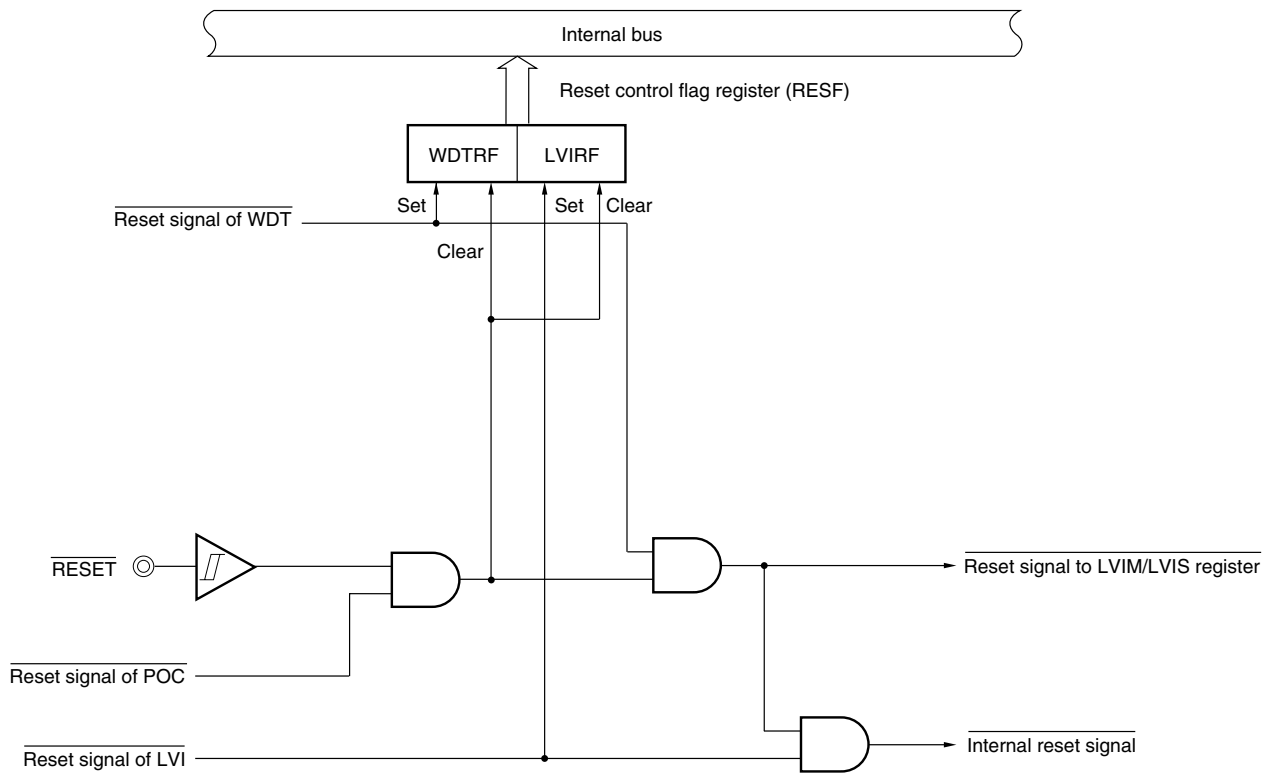 Internal bus
Reset control flag register (RESF)
WDTRF
LVIRF
Set
Set
Clear
Reset signal of WDT
Clear
RESET
Reset signal to LVIM/LVIS register
Reset signal of POC
Internal reset signal
Reset signal of LVI